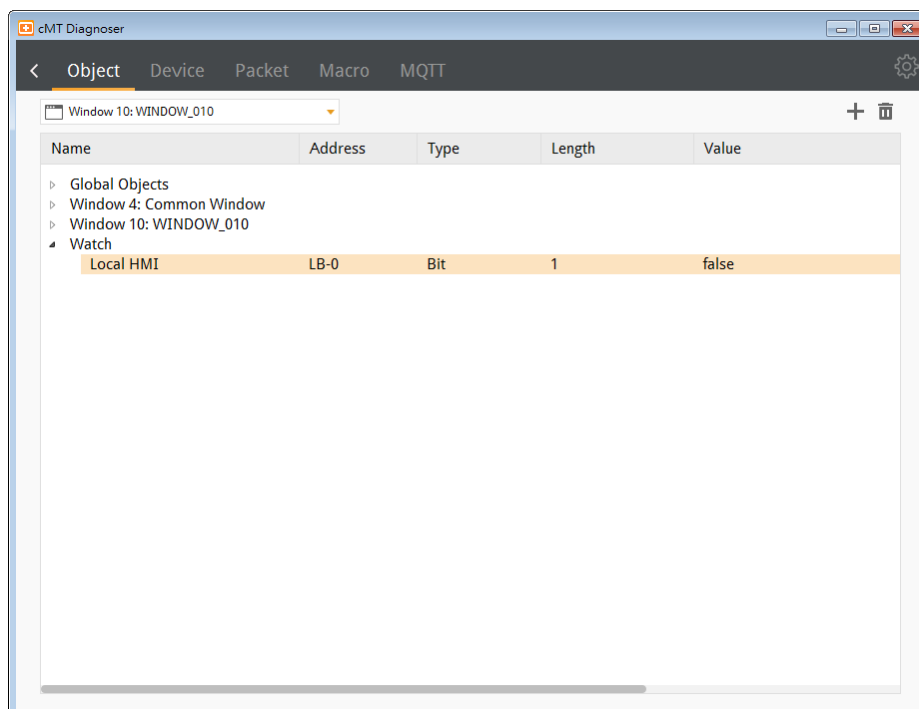 cMT Diagnoser
Object Device Packet Macro MQTT
Window 10: WINDOW_010
Name Address Type Length Value
Global Objects
Window 4: Common Window
Window 10: WINDOW_010
Watch
Local HMI LB-0 Bit 1 false